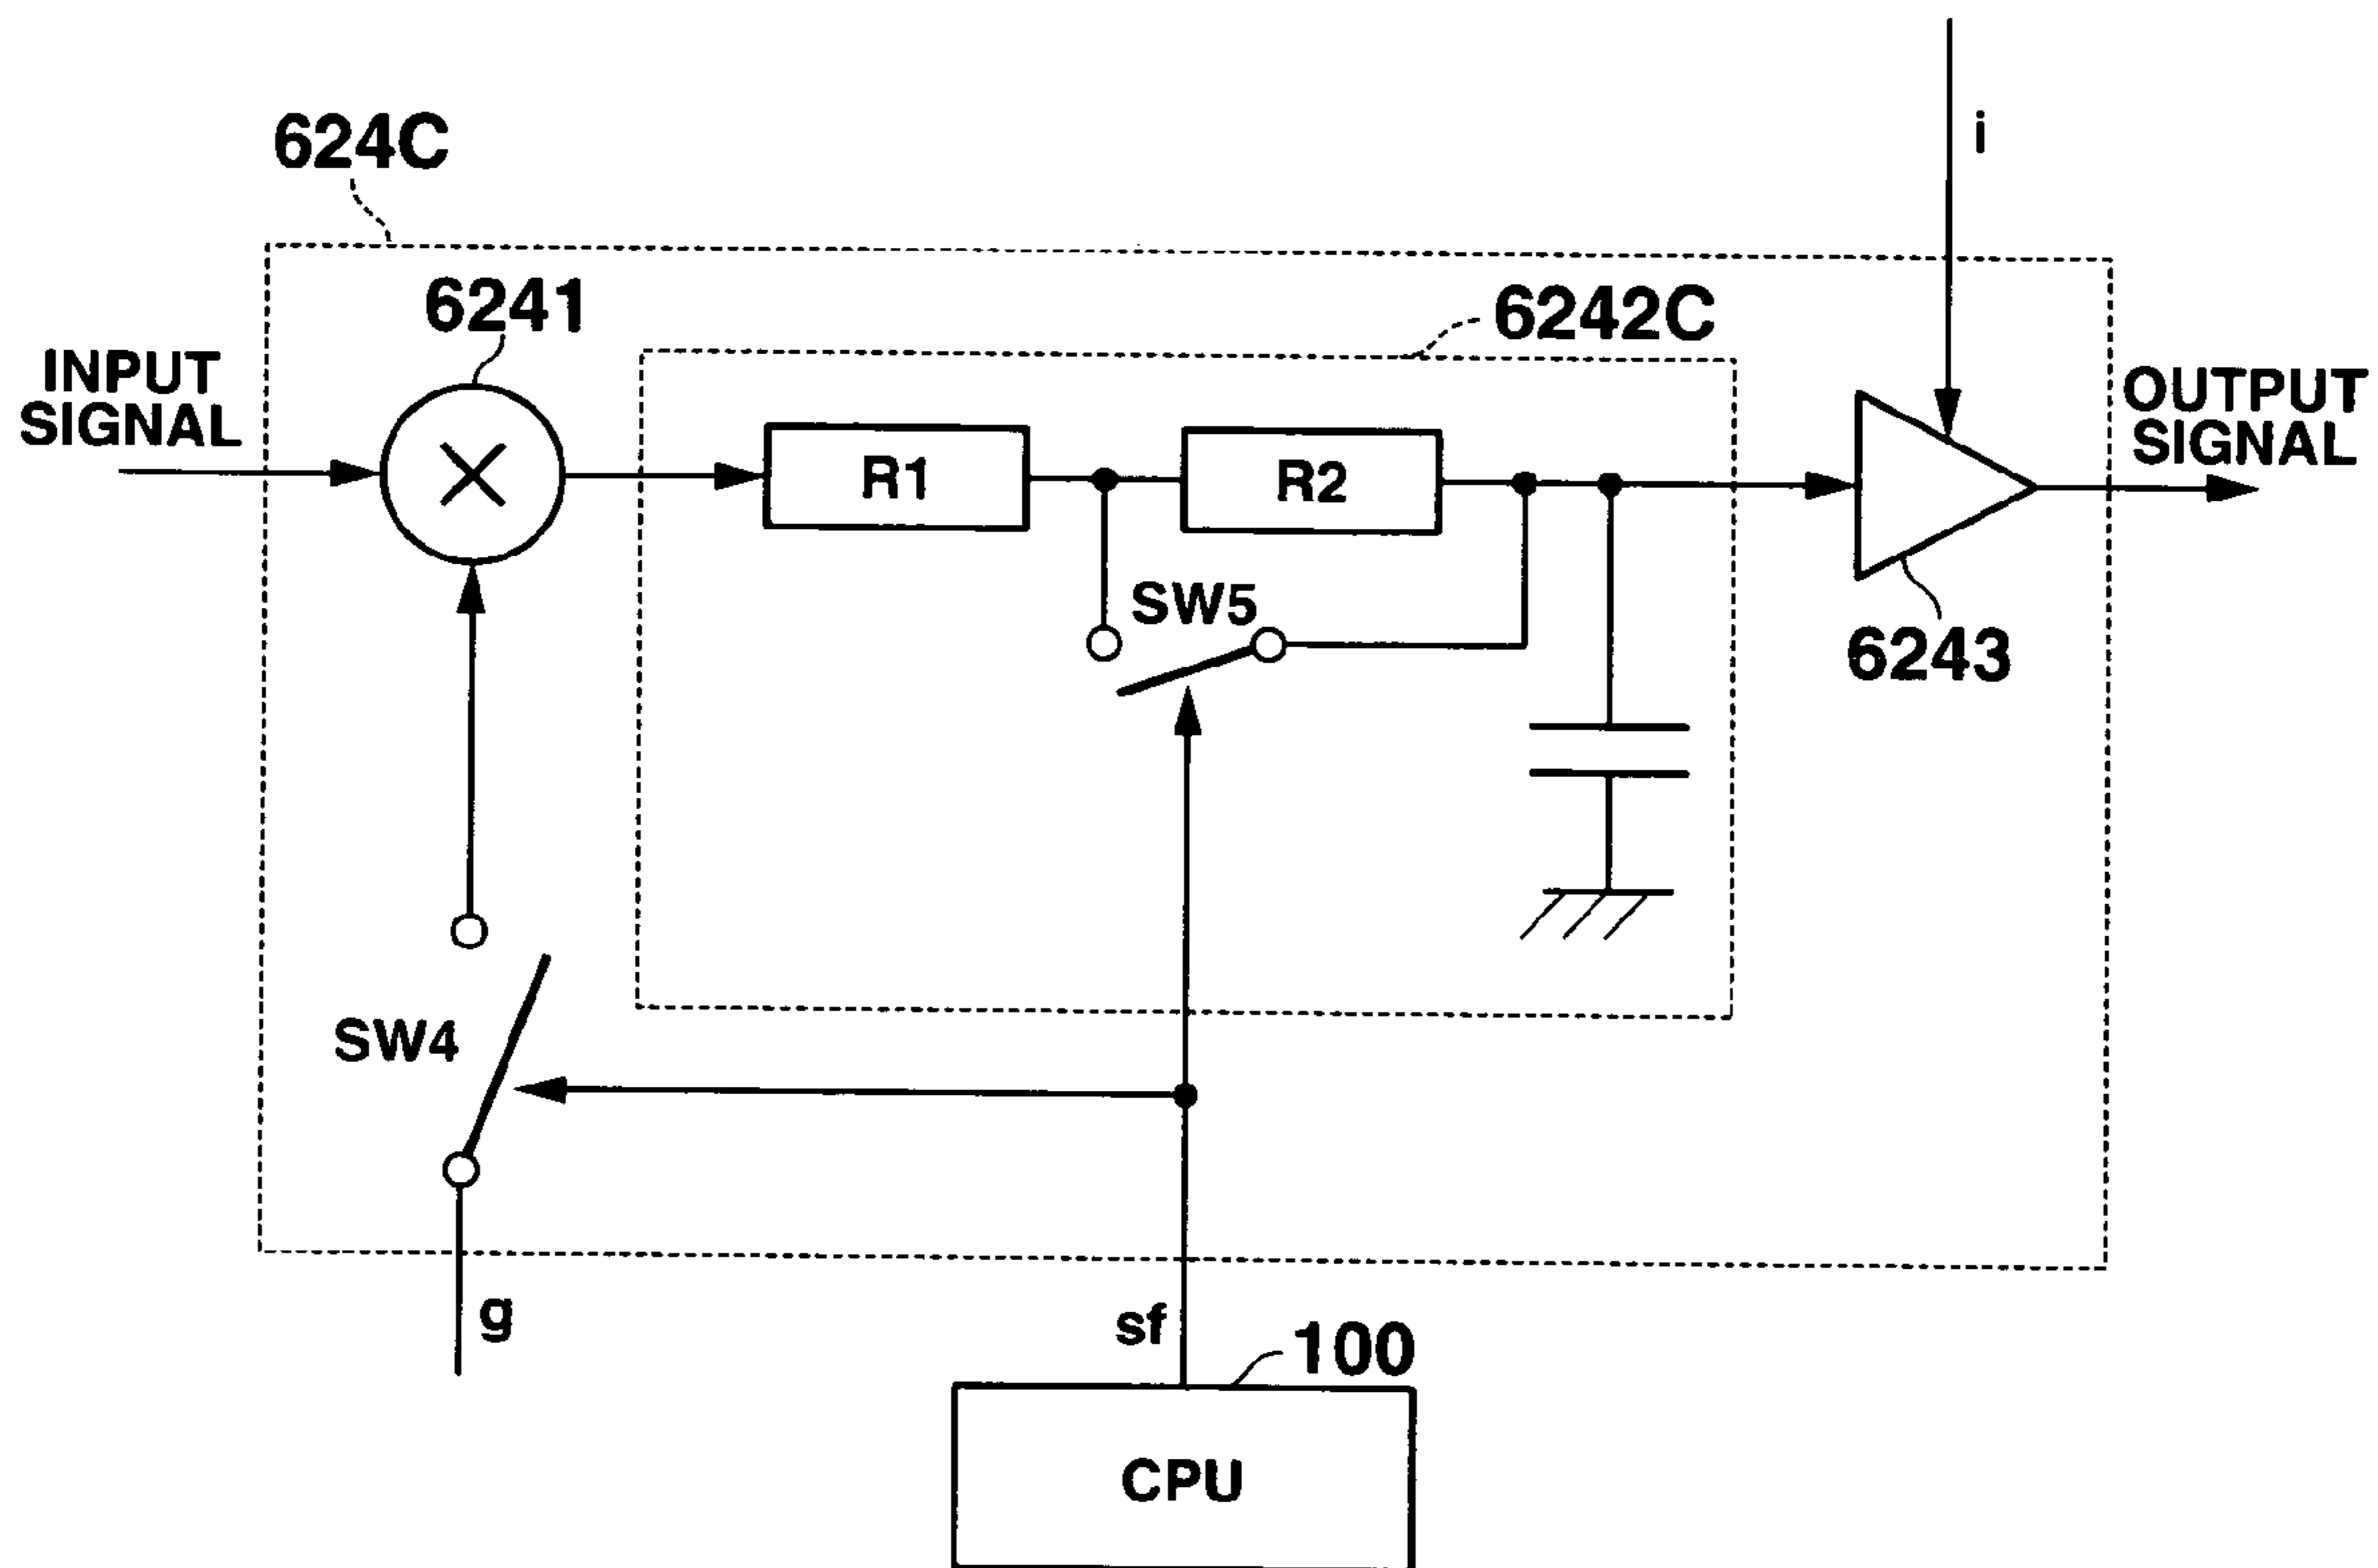 624C
i
6241
6242C
INPUT
SIGNAL
OUTPUT
SIGNAL
R1
R2
SW5
6243
SW4
g
sf
100
CPU